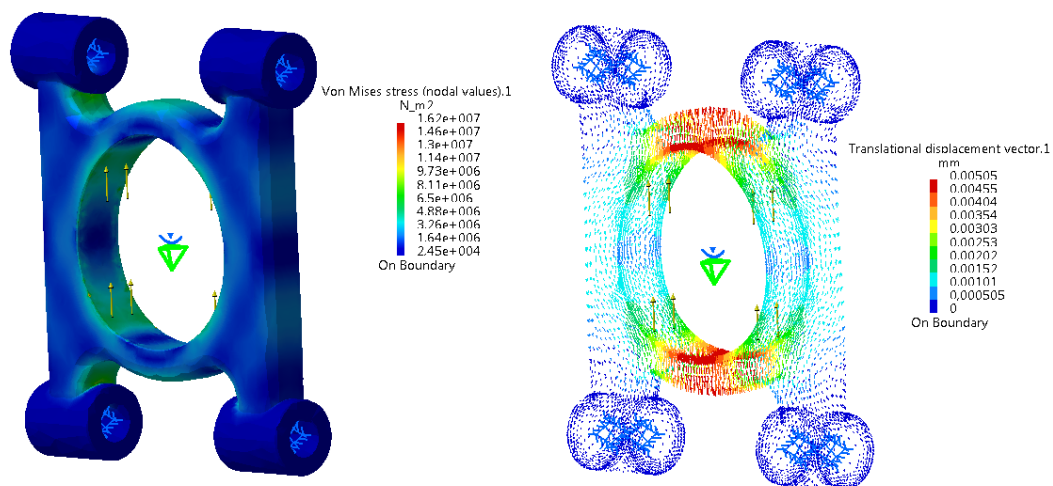 Von Mises stress (nodal values).1
N_m2
1.62e+007
1.46e+007
1.3e+007
1.14e+007
9.73e+006
8.11e+006
6.5e+006
4.88e+006
3.26e+006
1.64e+006
2.45e+004
On Boundary
Translational displacement vector.1
mm
0.00505
0.00455
0.00404
0.00354
0.00303
0.00253
0.00202
0.00152
0.00101
0.000505
0
On Boundary